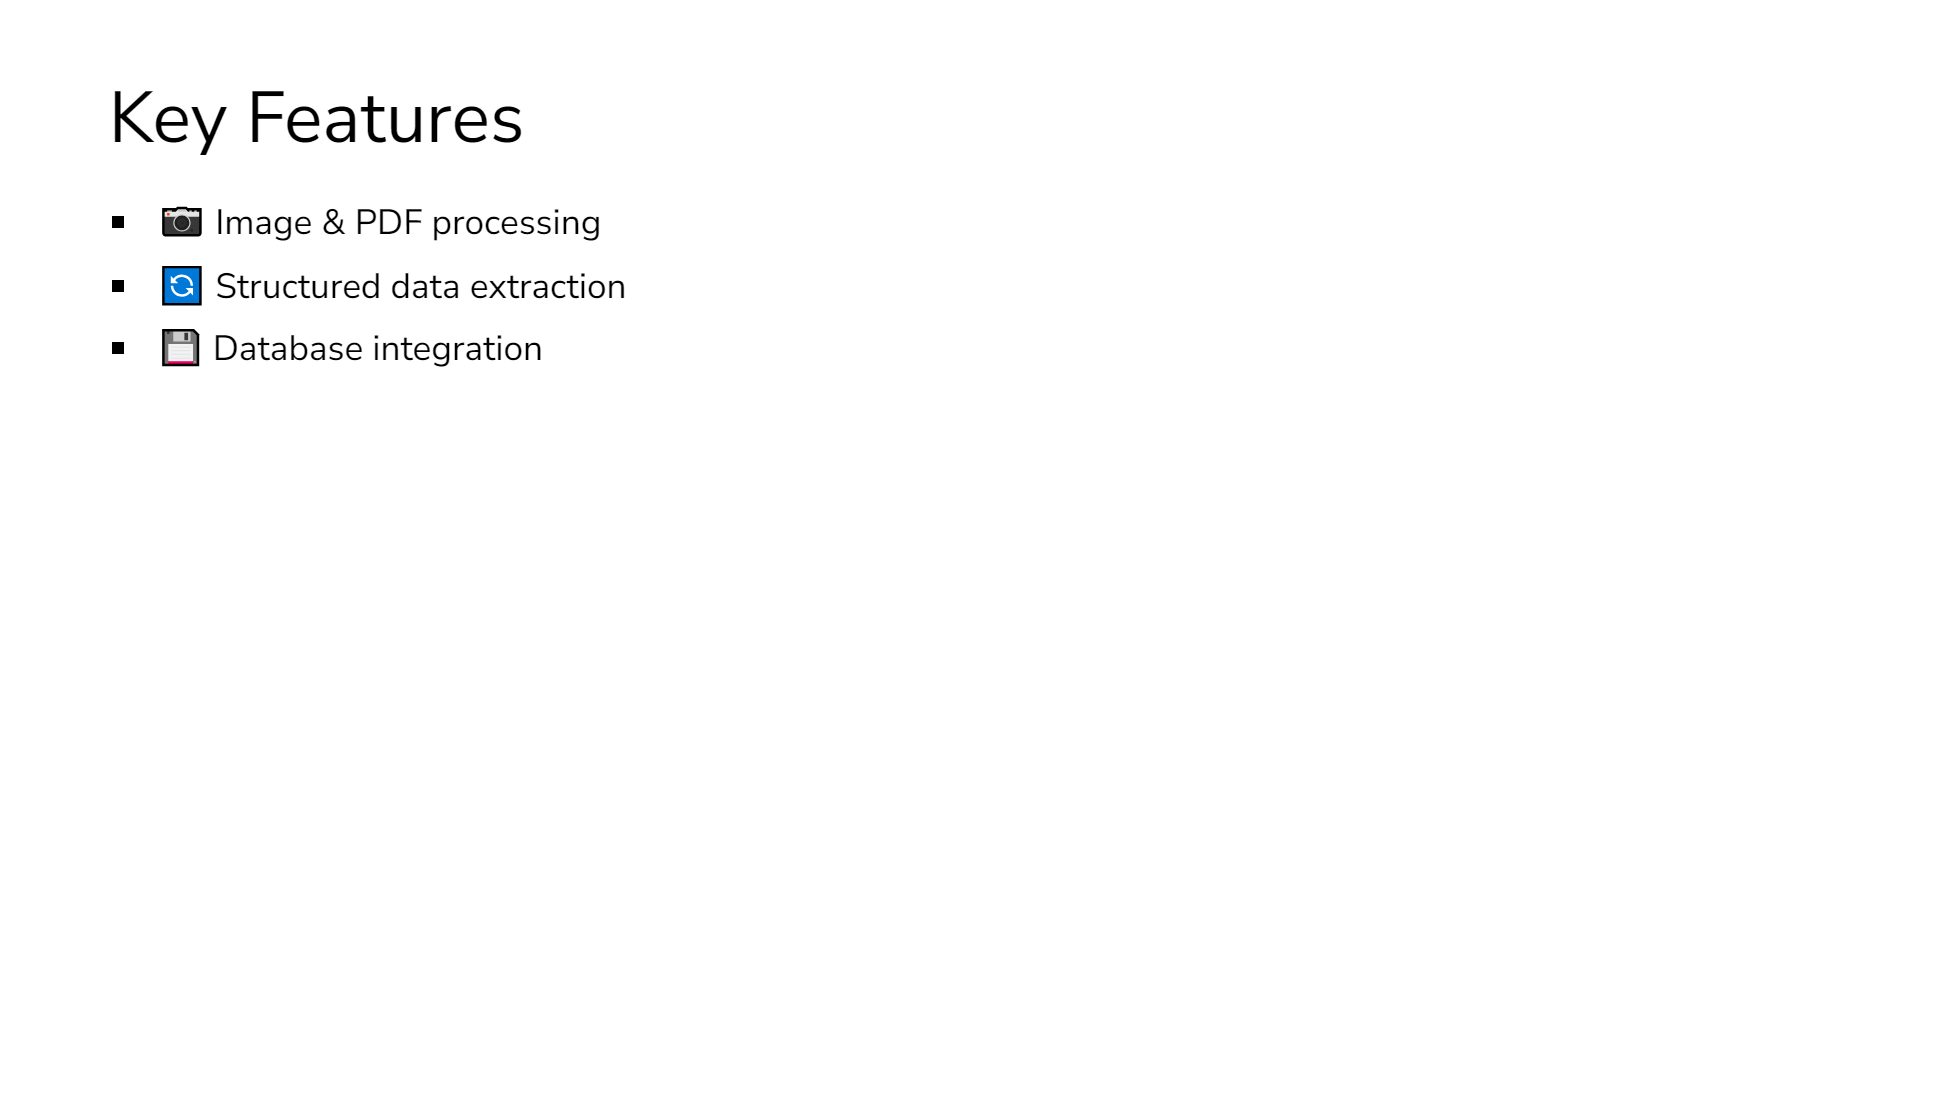 Key Features
▪ 📷 Image & PDF processing
▪ 🔄 Structured data extraction
▪ 💾 Database integration